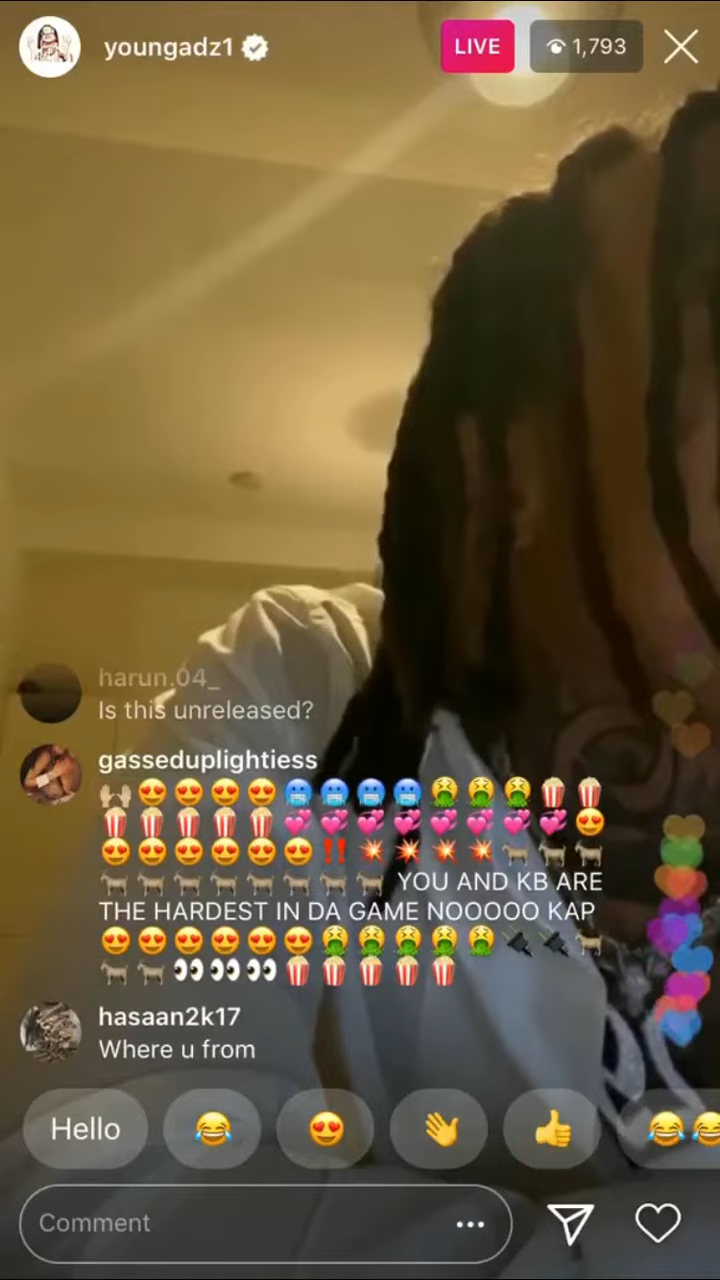 youngadz1
LIVE
1,793
harun.04_
Is this unreleased?
gasseduplightiess
🙌🏼😍😍😍😍🥶🥶🥶🥶🤮🤮🤮🍿🍿
🍿🍿🍿🍿🍿💞💞💞💞💞💞💞💞😍
😍😍😍😍😍😍‼️💥💥💥💥🐐🐐🐐
🐐🐐🐐🐐🐐🐐🐐🐐 YOU AND KB ARE
THE HARDEST IN DA GAME NOOOOO KAP
😍😍😍😍😍😍🤮🤮🤮🤮🤮🔌🔌🐐
🐐🐐👀👀👀🍿🍿🍿🍿🍿
hasaan2k17
Where u from
Hello 😂 😍 👋 👍 😂😂
Comment